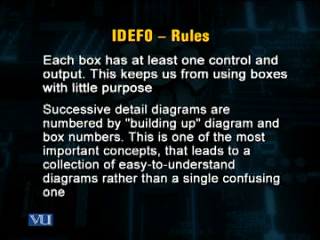 IDEF0 – Rules
Each box has at least one control and
output. This keeps us from using boxes
with little purpose
Successive detail diagrams are
numbered by "building up" diagram and
box numbers. This is one of the most
important concepts, that leads to a
collection of easy-to-understand
diagrams rather than a single confusing
one
VU